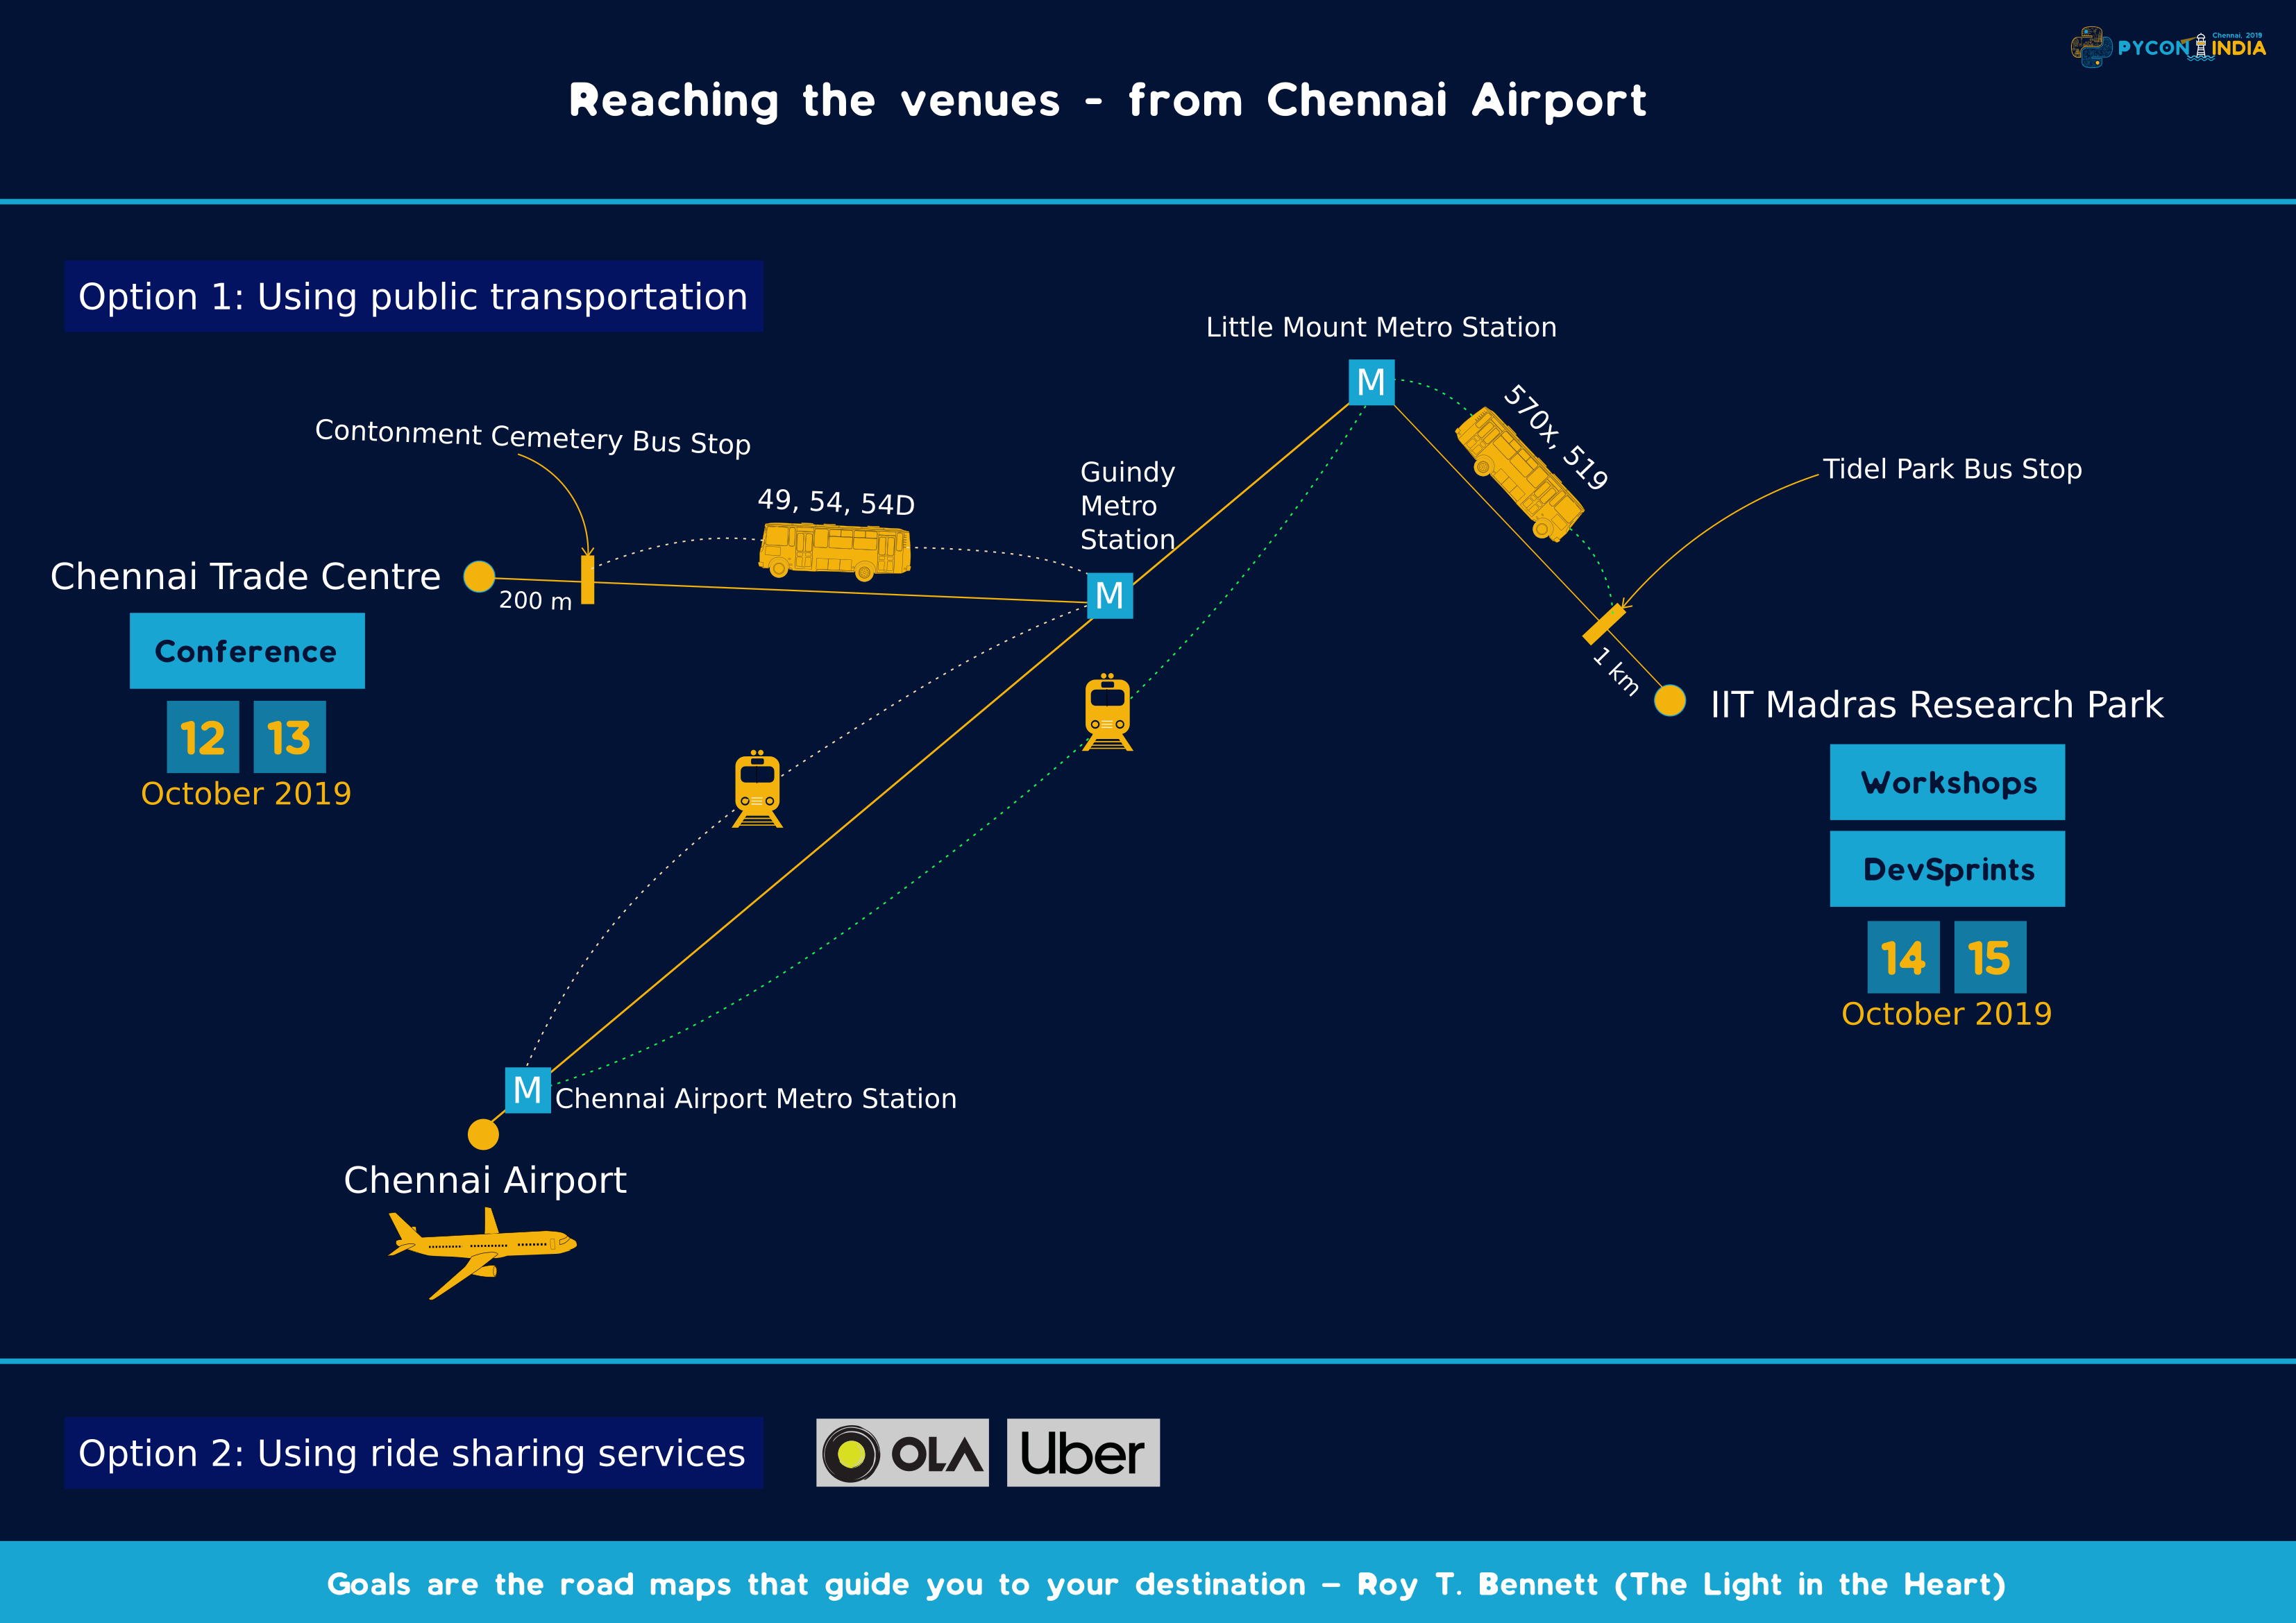 Chennai, 2019
PYCON INDIA
Reaching the venues - from Chennai Airport
Option 1: Using public transportation
Little Mount Metro Station
M
570x, 519
Contonment Cemetery Bus Stop
Tidel Park Bus Stop
49, 54, 54D
Guindy
Metro
Station
M
Chennai Trade Centre
200 m
Conference
12 13
October 2019
1 km
IIT Madras Research Park
Workshops
DevSprints
14 15
October 2019
M
Chennai Airport Metro Station
Chennai Airport
Option 2: Using ride sharing services
OLA
Uber
Goals are the road maps that guide you to your destination – Roy T. Bennett (The Light in the Heart)